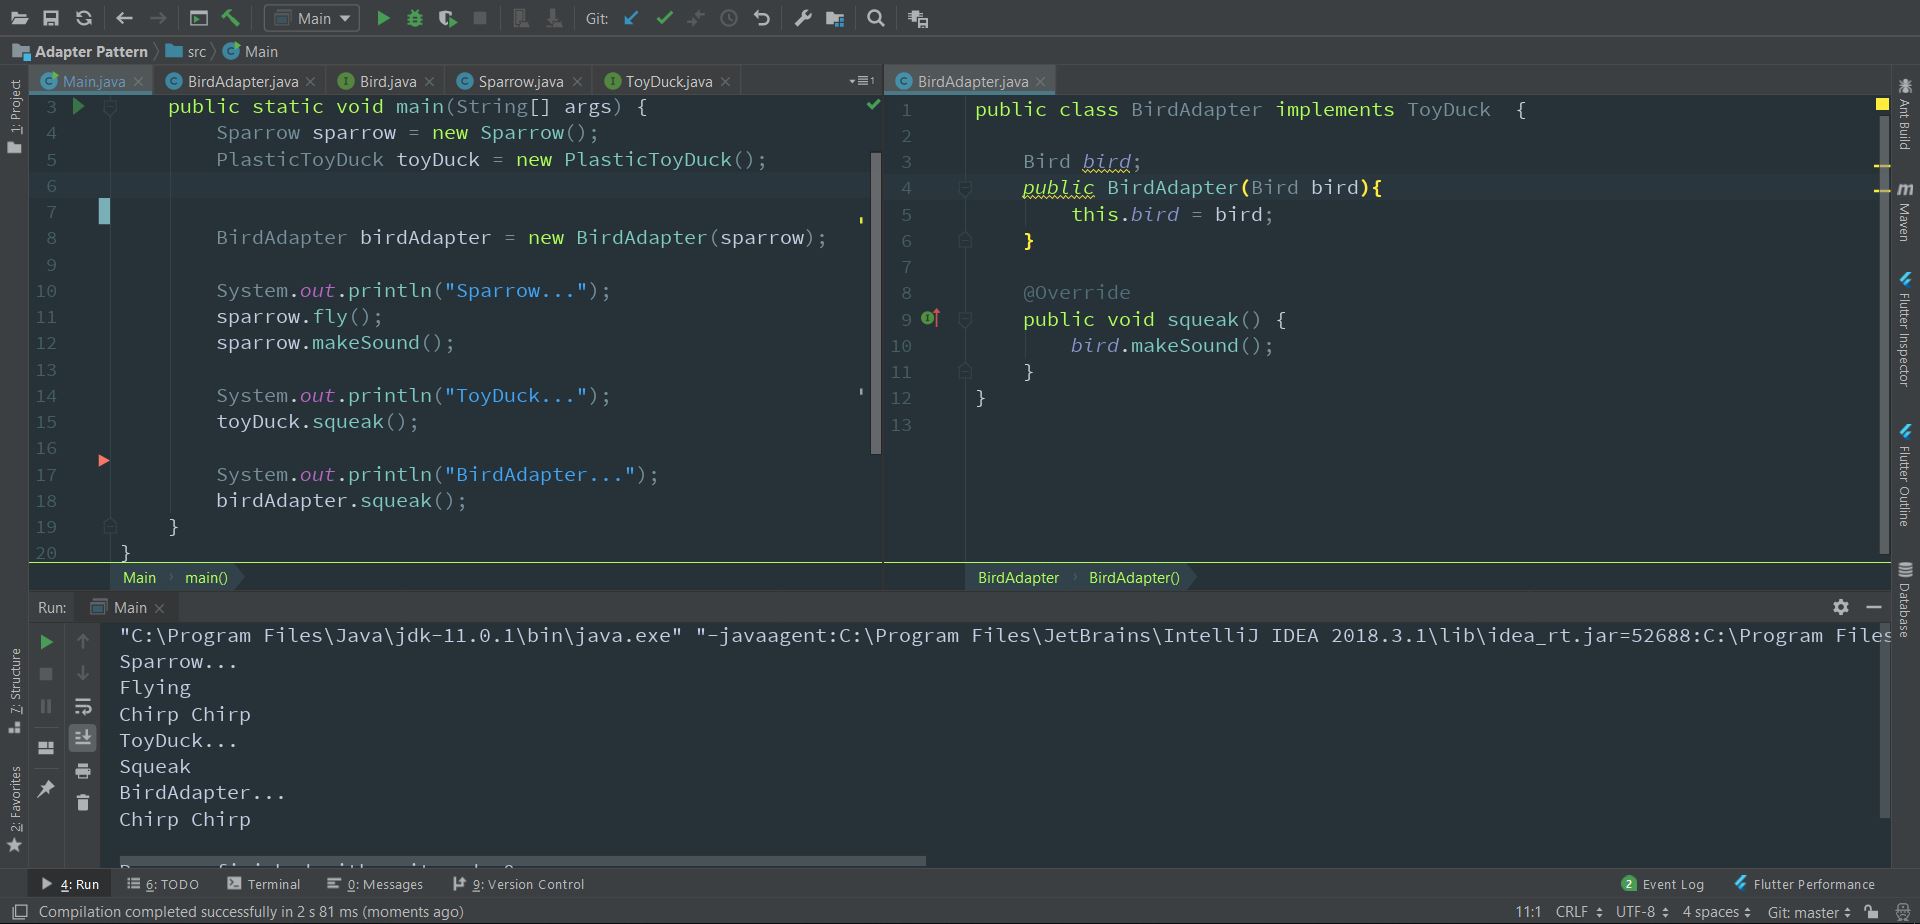 Main
Git:
Adapter Pattern
src
Main
Main.java
BirdAdapter.java
Bird.java
Sparrow.java
ToyDuck.java
1
BirdAdapter.java
1: Project
3 public static void main(String[] args) {
4 Sparrow sparrow = new Sparrow();
5 PlasticToyDuck toyDuck = new PlasticToyDuck();
6
7
8 BirdAdapter birdAdapter = new BirdAdapter(sparrow);
9
10 System.out.println("Sparrow...");
11 sparrow.fly();
12 sparrow.makeSound();
13
14 System.out.println("ToyDuck...");
15 toyDuck.squeak();
16
17 System.out.println("BirdAdapter...");
18 birdAdapter.squeak();
19 }
20 }
Main
main()
1 public class BirdAdapter implements ToyDuck {
2
3 Bird bird;
4 public BirdAdapter(Bird bird){
5 this.bird = bird;
6 }
7
8 @Override
9 public void squeak() {
10 bird.makeSound();
11 }
12 }
13
BirdAdapter
BirdAdapter()
Ant Build
m Maven
Flutter Inspector
Flutter Outline
Database
Run:
Main
"C:\Program Files\Java\jdk-11.0.1\bin\java.exe" "-javaagent:C:\Program Files\JetBrains\IntelliJ IDEA 2018.3.1\lib\idea_rt.jar=52688:C:\Program Files
Sparrow...
Flying
Chirp Chirp
ToyDuck...
Squeak
BirdAdapter...
Chirp Chirp
7: Structure
2: Favorites
4: Run
6: TODO
Terminal
0: Messages
9: Version Control
2 Event Log
Flutter Performance
Compilation completed successfully in 2 s 81 ms (moments ago)
11:1
CRLF
UTF-8
4 spaces
Git: master